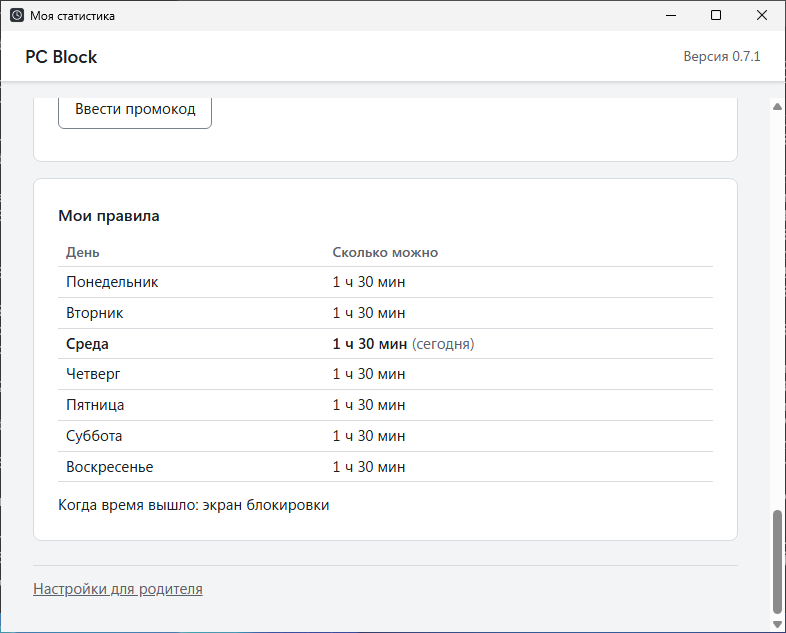 Моя статистика
PC Block
Версия 0.7.1
Ввести промокод
Мои правила
День Сколько можно
Понедельник 1 ч 30 мин
Вторник 1 ч 30 мин
Среда 1 ч 30 мин (сегодня)
Четверг 1 ч 30 мин
Пятница 1 ч 30 мин
Суббота 1 ч 30 мин
Воскресенье 1 ч 30 мин
Когда время вышло: экран блокировки
Настройки для родителя